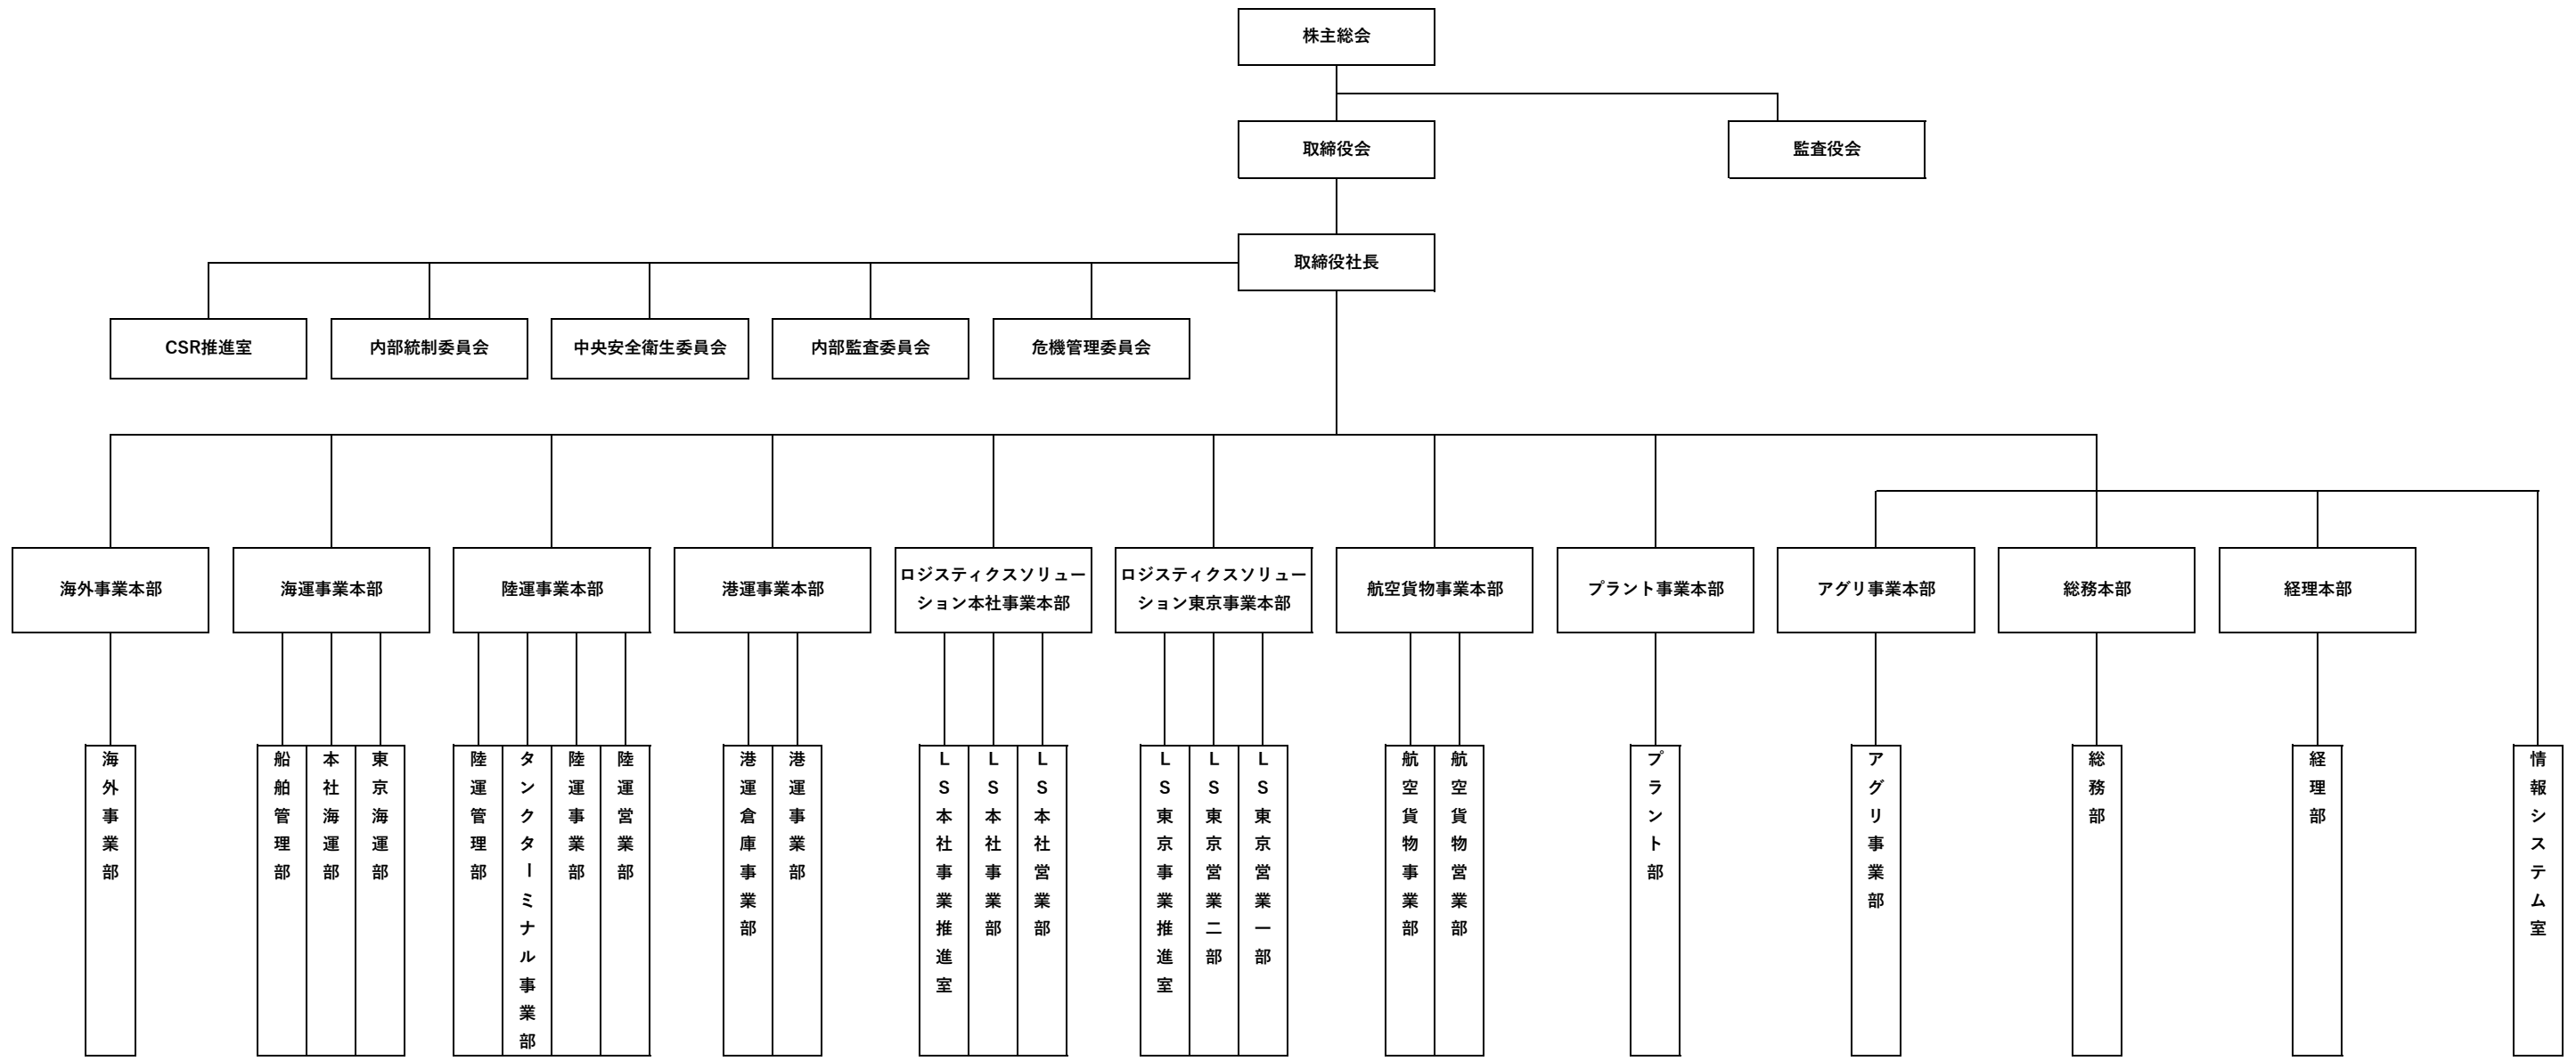 株主総会
取締役会
監査役会
取締役社長
CSR推進室
内部統制委員会
中央安全衛生委員会
内部監査委員会
危機管理委員会
海外事業本部
海運事業本部
陸運事業本部
港運事業本部
ロジスティクスソリュー
ション本社事業本部
ロジスティクスソリュー
ション東京事業本部
航空貨物事業本部
プラント事業本部
アグリ事業本部
総務本部
経理本部
海外事業部
船舶管理部
本社海運部
東京海運部
陸運管理部
タンクターミナル事業部
陸運事業部
陸運営業部
港運倉庫事業部
港運事業部
LS本社事業推進室
LS本社事業部
LS本社営業部
LS東京事業推進室
LS東京営業二部
LS東京営業一部
航空貨物事業部
航空貨物営業部
プラント部
アグリ事業部
総務部
経理部
情報システム室